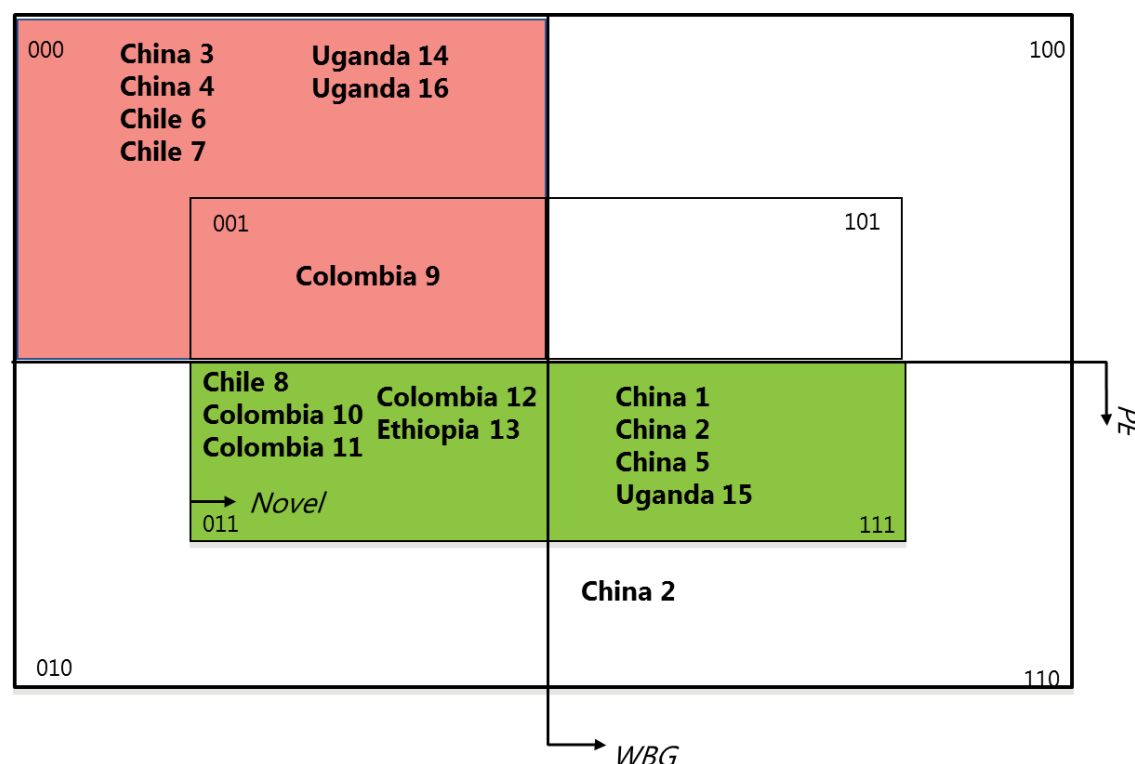 000
China 3
China 4
Chile 6
Chile 7
Uganda 14
Uganda 16
100
001
Colombia 9
101
Chile 8
Colombia 10
Colombia 11
Colombia 12
Ethiopia 13
China 1
China 2
China 5
Uganda 15
PE
Novel
011
111
China 2
010
110
WBG